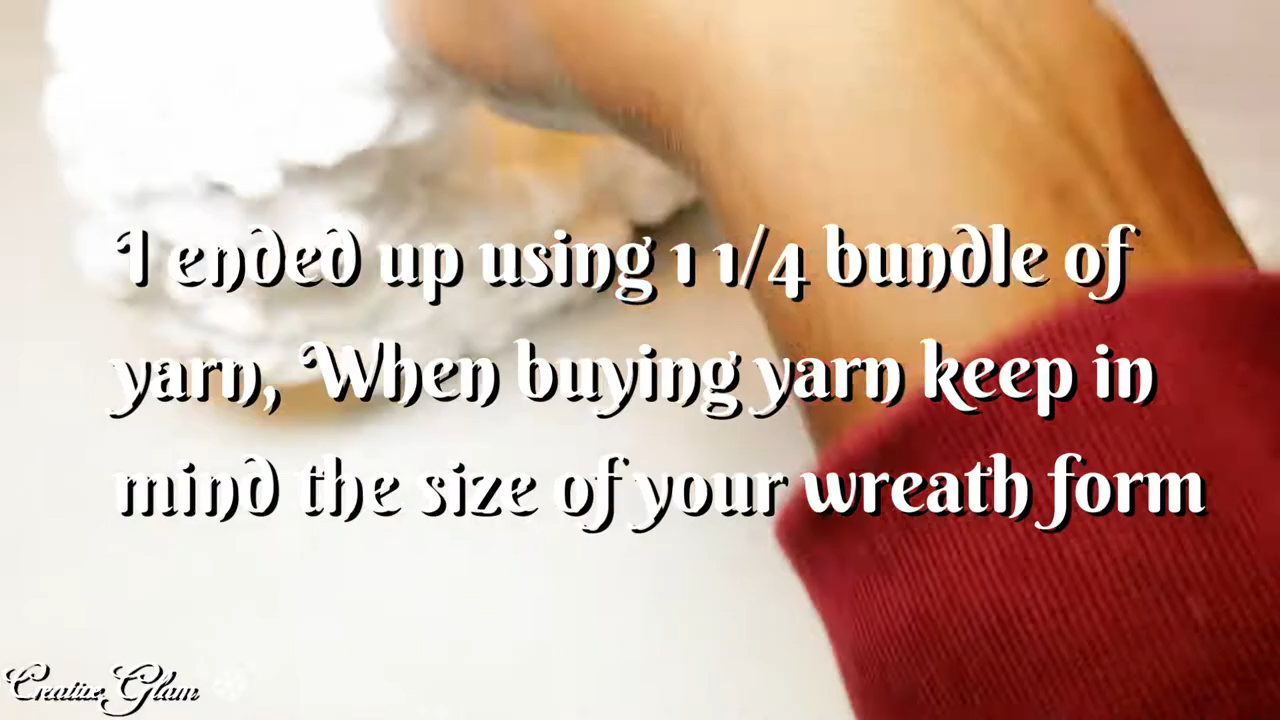 I ended up using 1 1/4 bundle of
yarn, When buying yarn keep in
mind the size of your wreath form
Creative Glam